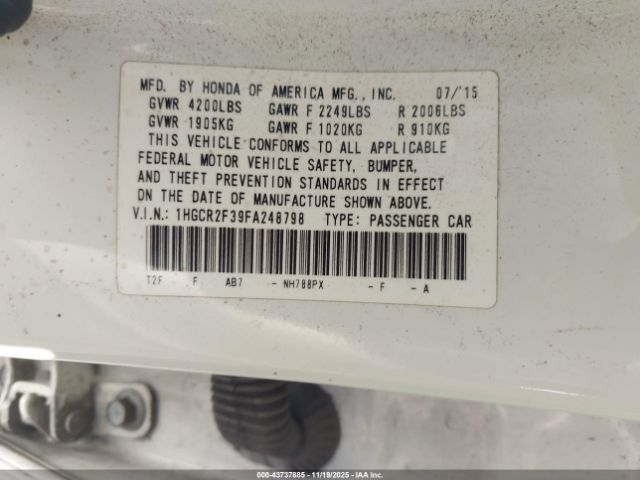 MFD. BY HONDA OF AMERICA MFG., INC. 07/'15
GVWR 4200LBS GAWR F 2249LBS R 2006LBS
GVWR 1905KG GAWR F 1020KG R 910KG
THIS VEHICLE CONFORMS TO ALL APPLICABLE
FEDERAL MOTOR VEHICLE SAFETY, BUMPER,
AND THEFT PREVENTION STANDARDS IN EFFECT
ON THE DATE OF MANUFACTURE SHOWN ABOVE.
V.I.N.: 1HGCR2F39FA248798 TYPE: PASSENGER CAR
T2F F AB7 - NH788PX - F - A
© - 43737885 - 11/19/2025 - IAA Inc.